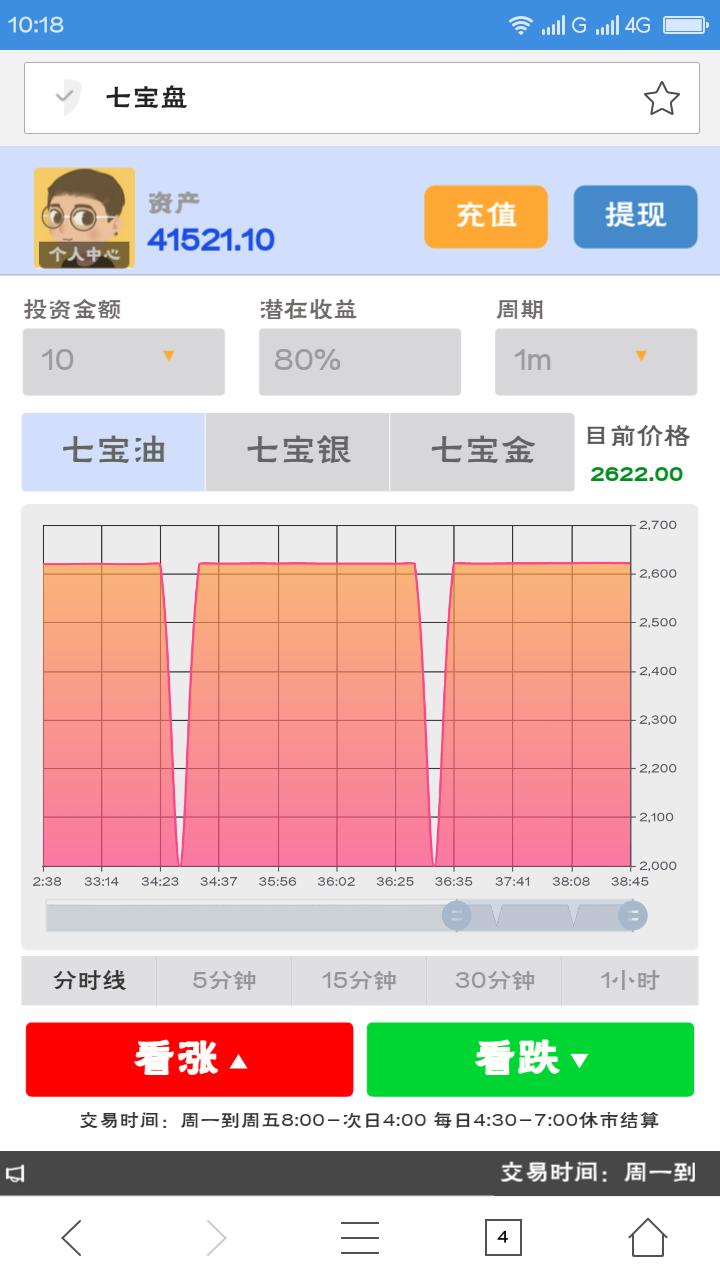 10:18 G 4G
七宝盘
资产
41521.10
个人中心
充值 提现
投资金额 潜在收益 周期
10 80% 1m
七宝油 七宝银 七宝金
目前价格
2622.00
2,700
2,600
2,500
2,400
2,300
2,200
2,100
2,000
2:38 33:14 34:23 34:37 35:56 36:02 36:25 36:35 37:41 38:08 38:45
分时线 5分钟 15分钟 30分钟 1小时
看涨▲ 看跌▼
交易时间：周一到周五8:00-次日4:00 每日4:30-7:00休市结算
交易时间：周一到
4